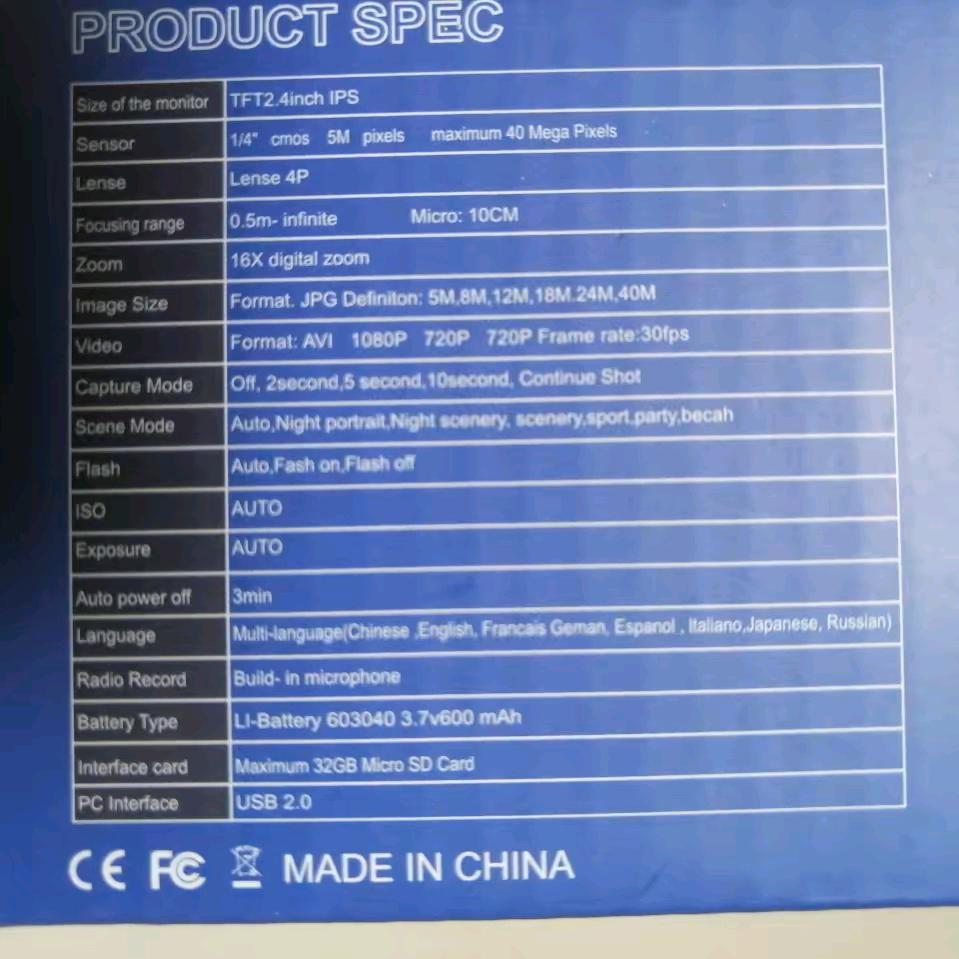 PRODUCT SPEC
Size of the monitor TFT2.4inch IPS
Sensor 1/4" cmos 5M pixels maximum 40 Mega Pixels
Lense Lense 4P
Focusing range 0.5m- infinite Micro: 10CM
Zoom 16X digital zoom
Image Size Format. JPG Definiton: 5M,8M,12M,18M.24M,40M
Video Format: AVI 1080P 720P 720P Frame rate:30fps
Capture Mode Off, 2second,5 second,10second, Continue Shot
Scene Mode Auto,Night portrait,Night scenery, scenery,sport,party,becah
Flash Auto,Fash on,Flash off
ISO AUTO
Exposure AUTO
Auto power off 3min
Language Multi-language(Chinese ,English, Francais Geman, Espanol , Italiano,Japanese, Russian)
Radio Record Build- in microphone
Battery Type LI-Battery 603040 3.7v600 mAh
Interface card Maximum 32GB Micro SD Card
PC Interface USB 2.0
CE FC MADE IN CHINA